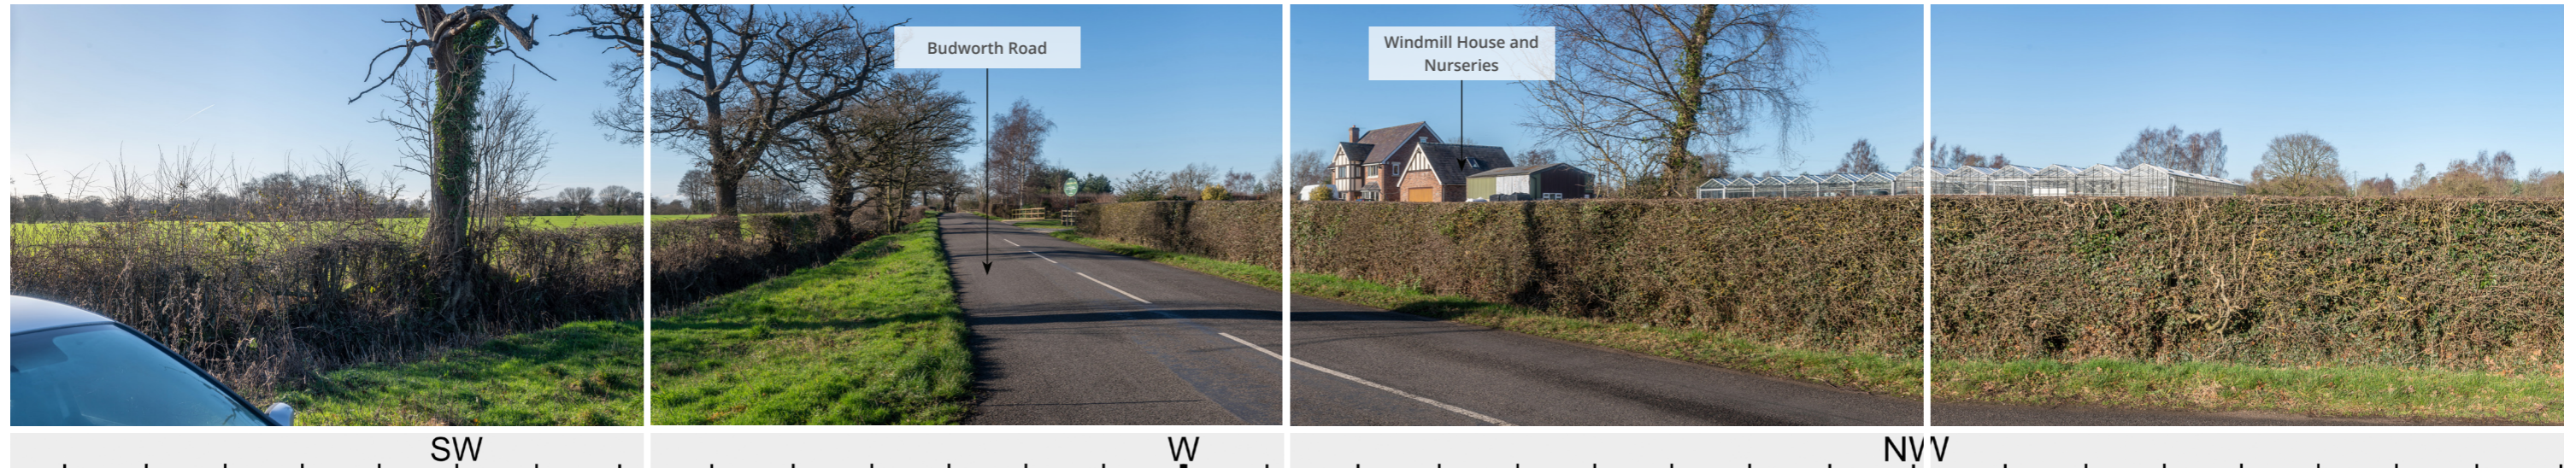 Budworth Road
Windmill House and
Nurseries
SW
W
NW